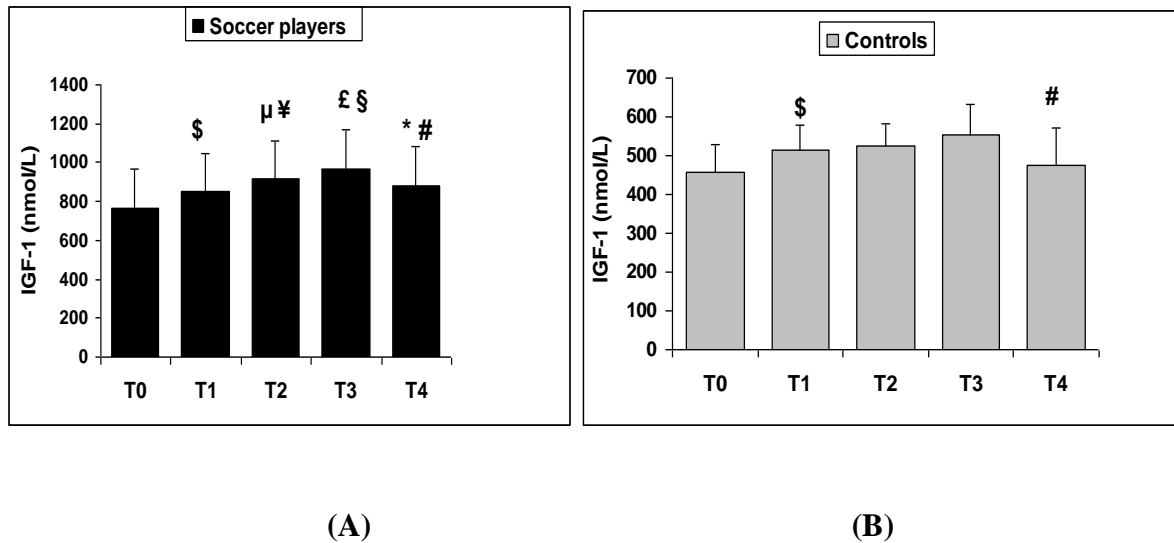 Soccer players
IGF-1 (nmol/L)
1400
1200
1000
800
600
400
200
0
$
µ ¥
£ §
* #
T0 T1 T2 T3 T4
Controls
IGF-1 (nmol/L)
700
600
500
400
300
200
100
0
$
#
T0 T1 T2 T3 T4
(A)
(B)